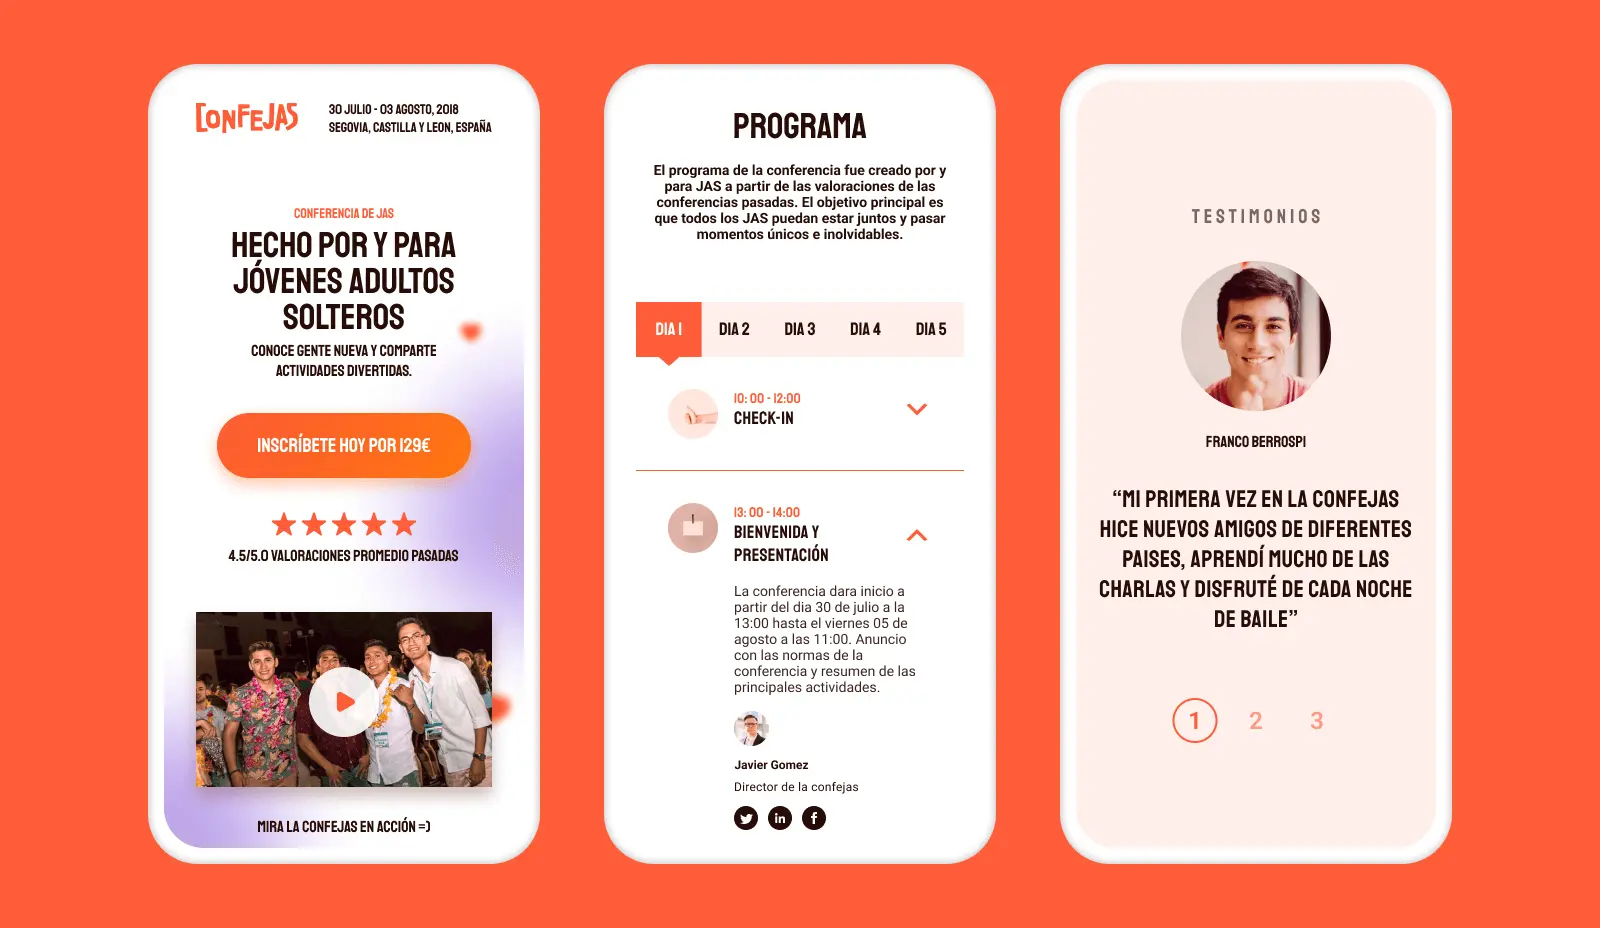 CONFEJAS
30 JULIO - 03 AGOSTO, 2018
SEGOVIA, CASTILLA Y LEON, ESPAÑA
CONFERENCIA DE JAS
HECHO POR Y PARA
JÓVENES ADULTOS
SOLTEROS
CONOCE GENTE NUEVA Y COMPARTE
ACTIVIDADES DIVERTIDAS.
INSCRÍBETE HOY POR 129€
4.5/5.0 VALORACIONES PROMEDIO PASADAS
MIRA LA CONFEJAS EN ACCIÓN =)
PROGRAMA
El programa de la conferencia fue creado por y
para JAS a partir de las valoraciones de las
conferencias pasadas. El objetivo principal es
que todos los JAS puedan estar juntos y pasar
momentos únicos e inolvidables.
DIA 1 DIA 2 DIA 3 DIA 4 DIA 5
10: 00 - 12:00
CHECK-IN
13: 00 - 14:00
BIENVENIDA Y
PRESENTACIÓN
La conferencia dara inicio a
partir del dia 30 de julio a la
13:00 hasta el viernes 05 de
agosto a las 11:00. Anuncio
con las normas de la
conferencia y resumen de las
principales actividades.
Javier Gomez
Director de la confejas
TESTIMONIOS
FRANCO BERROSPI
“MI PRIMERA VEZ EN LA CONFEJAS
HICE NUEVOS AMIGOS DE DIFERENTES
PAISES, APRENDÍ MUCHO DE LAS
CHARLAS Y DISFRUTÉ DE CADA NOCHE
DE BAILE”
1 2 3